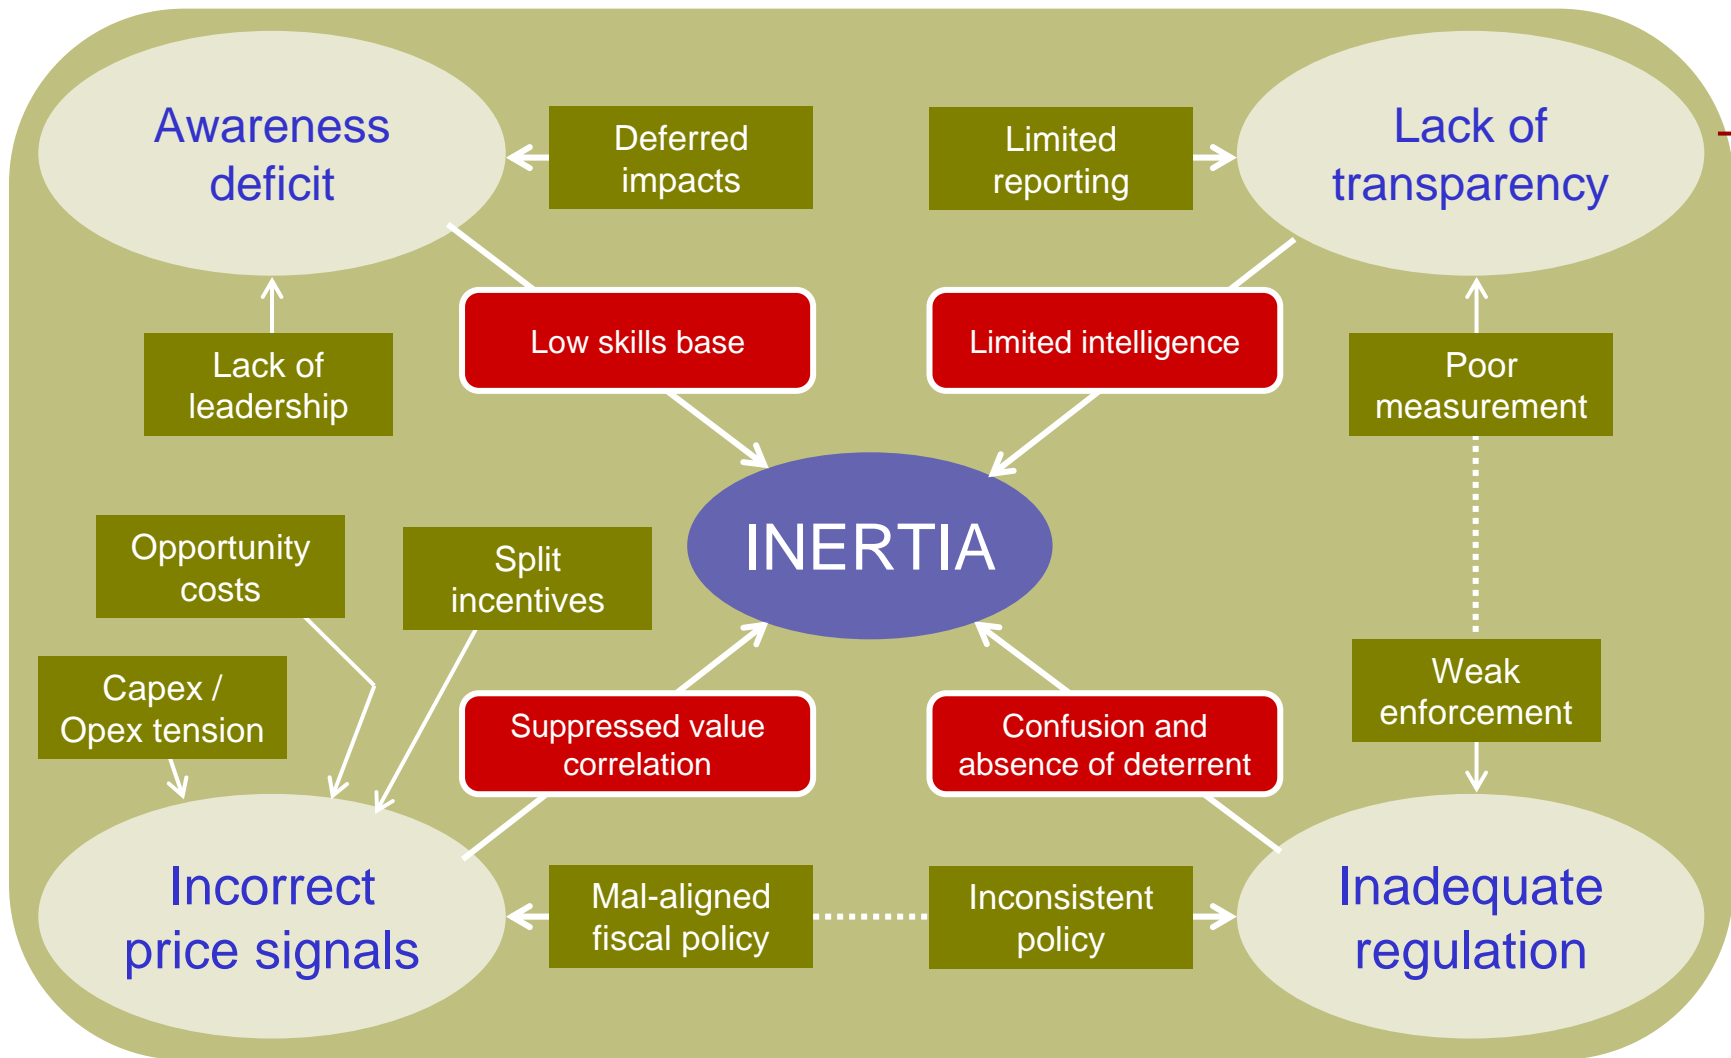 Awareness
deficit
Deferred
impacts
Limited
reporting
Lack of
transparency
Low skills base
Limited intelligence
Lack of
leadership
Poor
measurement
INERTIA
Opportunity
costs
Split
incentives
Capex /
Opex tension
Weak
enforcement
Suppressed value
correlation
Confusion and
absence of deterrent
Incorrect
price signals
Mal-aligned
fiscal policy
Inconsistent
policy
Inadequate
regulation